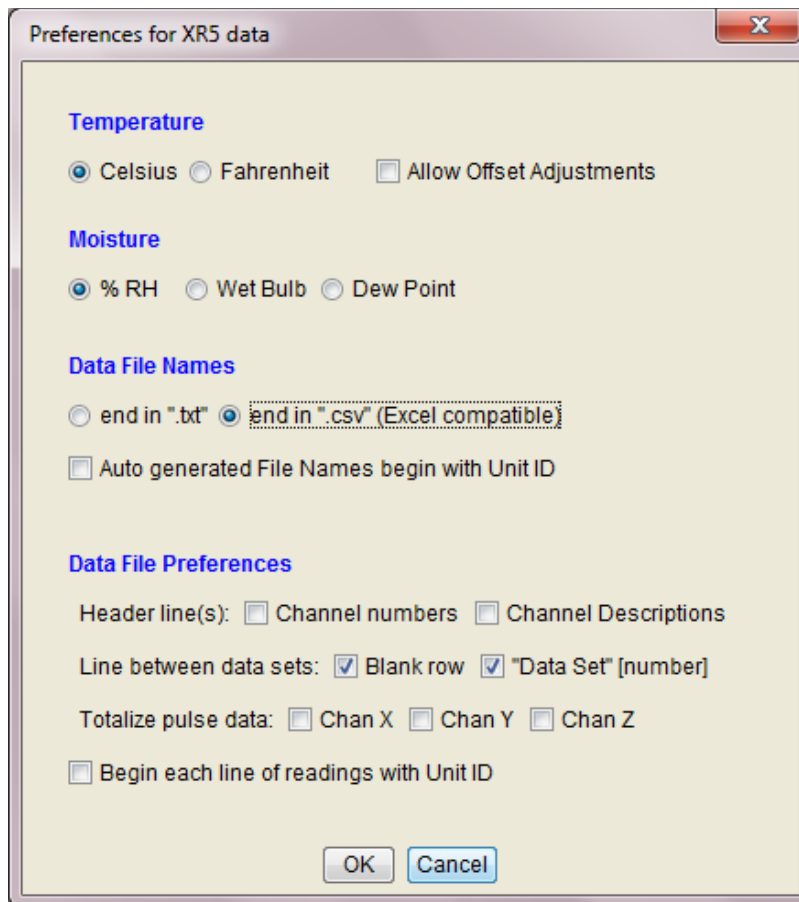 Preferences for XR5 data
Temperature
Celsius Fahrenheit Allow Offset Adjustments
Moisture
% RH Wet Bulb Dew Point
Data File Names
end in ".txt" end in ".csv" (Excel compatible)
Auto generated File Names begin with Unit ID
Data File Preferences
Header line(s): Channel numbers Channel Descriptions
Line between data sets: Blank row "Data Set" [number]
Totalize pulse data: Chan X Chan Y Chan Z
Begin each line of readings with Unit ID
OK Cancel